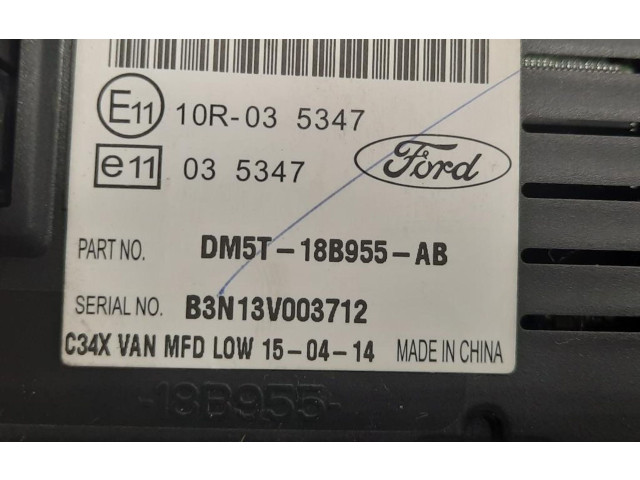 E11 10R-03 5347
e11 03 5347
Ford
PART NO. DM5T-18B955-AB
SERIAL NO. B3N13V003712
C34X VAN MFD LOW 15-04-14 MADE IN CHINA
-18B955-